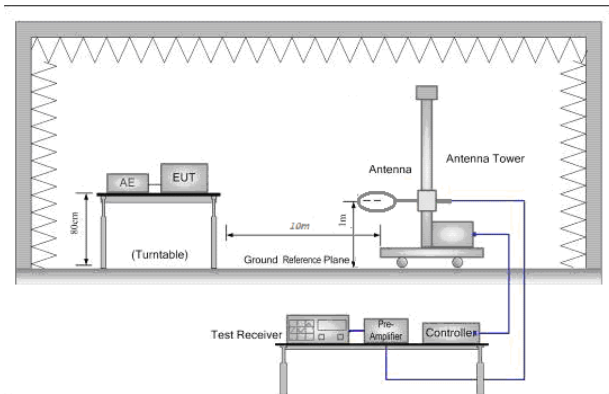 Antenna Tower
Antenna
EUT
AE
80cm
1m
10m
(Turntable)
Ground Reference Plane
Test Receiver
Pre-
Amplifier
Controller